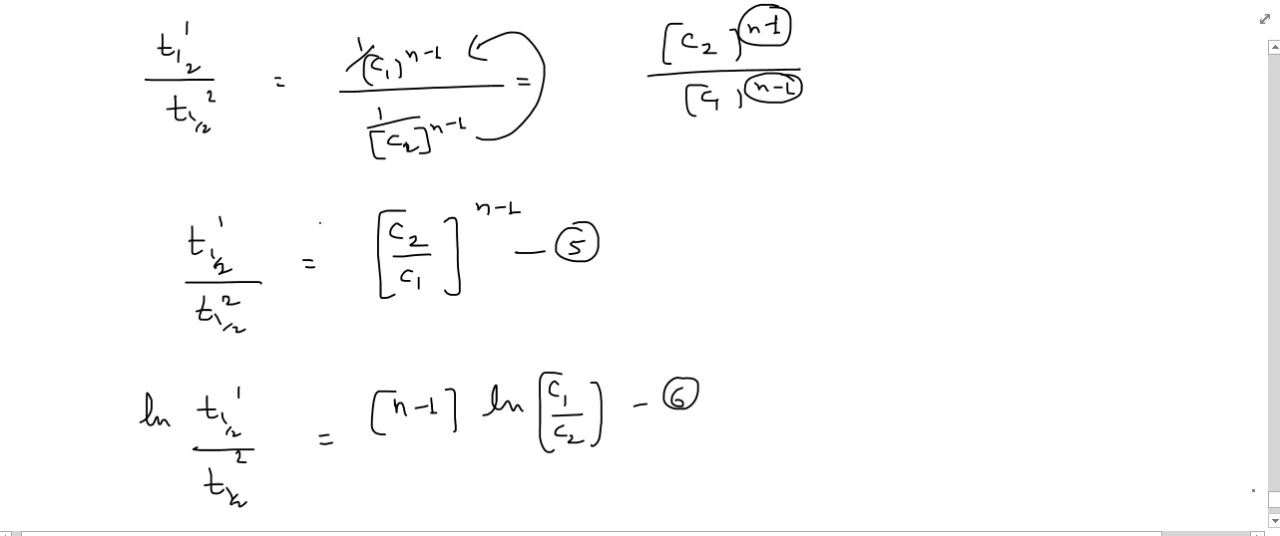 t₁/₂¹ / t₁/₂² = (1/(C₁)ⁿ⁻¹) / (1/[C₂]ⁿ⁻¹) = [C₂)ⁿ⁻¹ / [C₁)ⁿ⁻¹
t₁/₂¹ / t₁/₂² = [C₂/C₁]ⁿ⁻¹ — ⑤
ln t₁/₂¹ / t₁/₂² = [n-1] ln [C₁/C₂) - ⑥